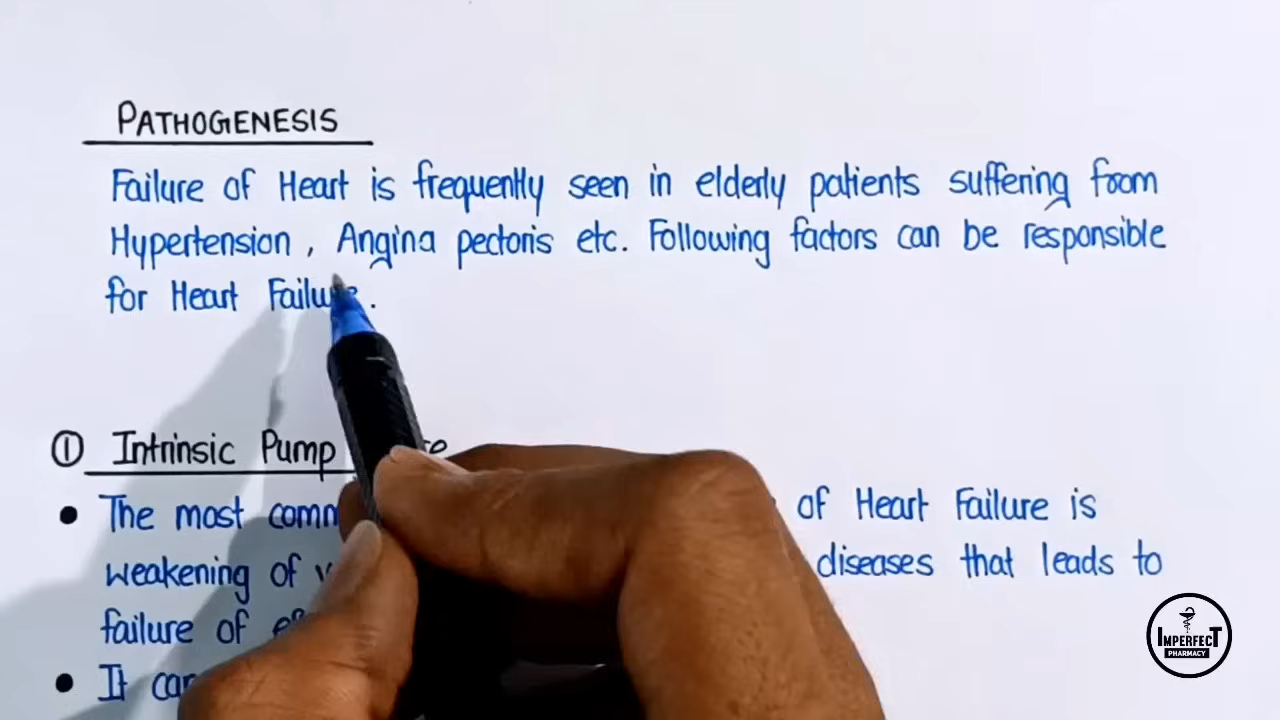 PATHOGENESIS
Failure of Heart is frequently seen in elderly patients suffering from
Hypertension, Angina pectoris etc. Following factors can be responsible
for Heart Failure.
① Intrinsic Pump
The most of Heart Failure is
weakening of diseases that leads to
failure of
It
IMPERFECT
PHARMACY